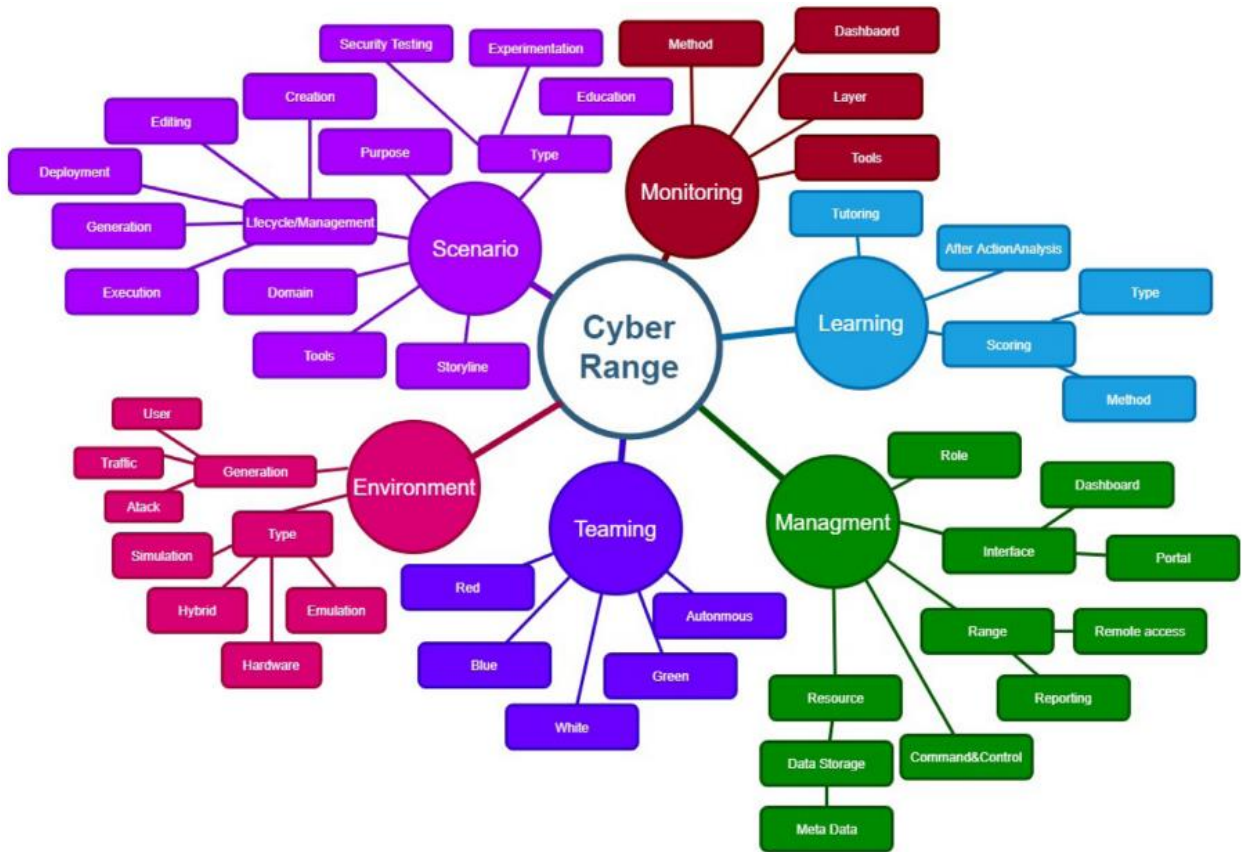 Security Testing
Experimentation
Education
Creation
Editing
Purpose
Type
Deployment
Generation
Lfecycle/Management
Execution
Domain
Tools
Storyline
Scenario
Method
Dashbaord
Layer
Tools
Monitoring
Tutoring
After ActionAnalysis
Type
Scoring
Method
Learning
Cyber
Range
User
Traffic
Generation
Atack
Environment
Type
Simulation
Hybrid
Emulation
Hardware
Teaming
Red
Autonmous
Blue
Green
White
Managment
Role
Dashboard
Interface
Portal
Range
Remote access
Reporting
Resource
Command&Control
Data Storage
Meta Data